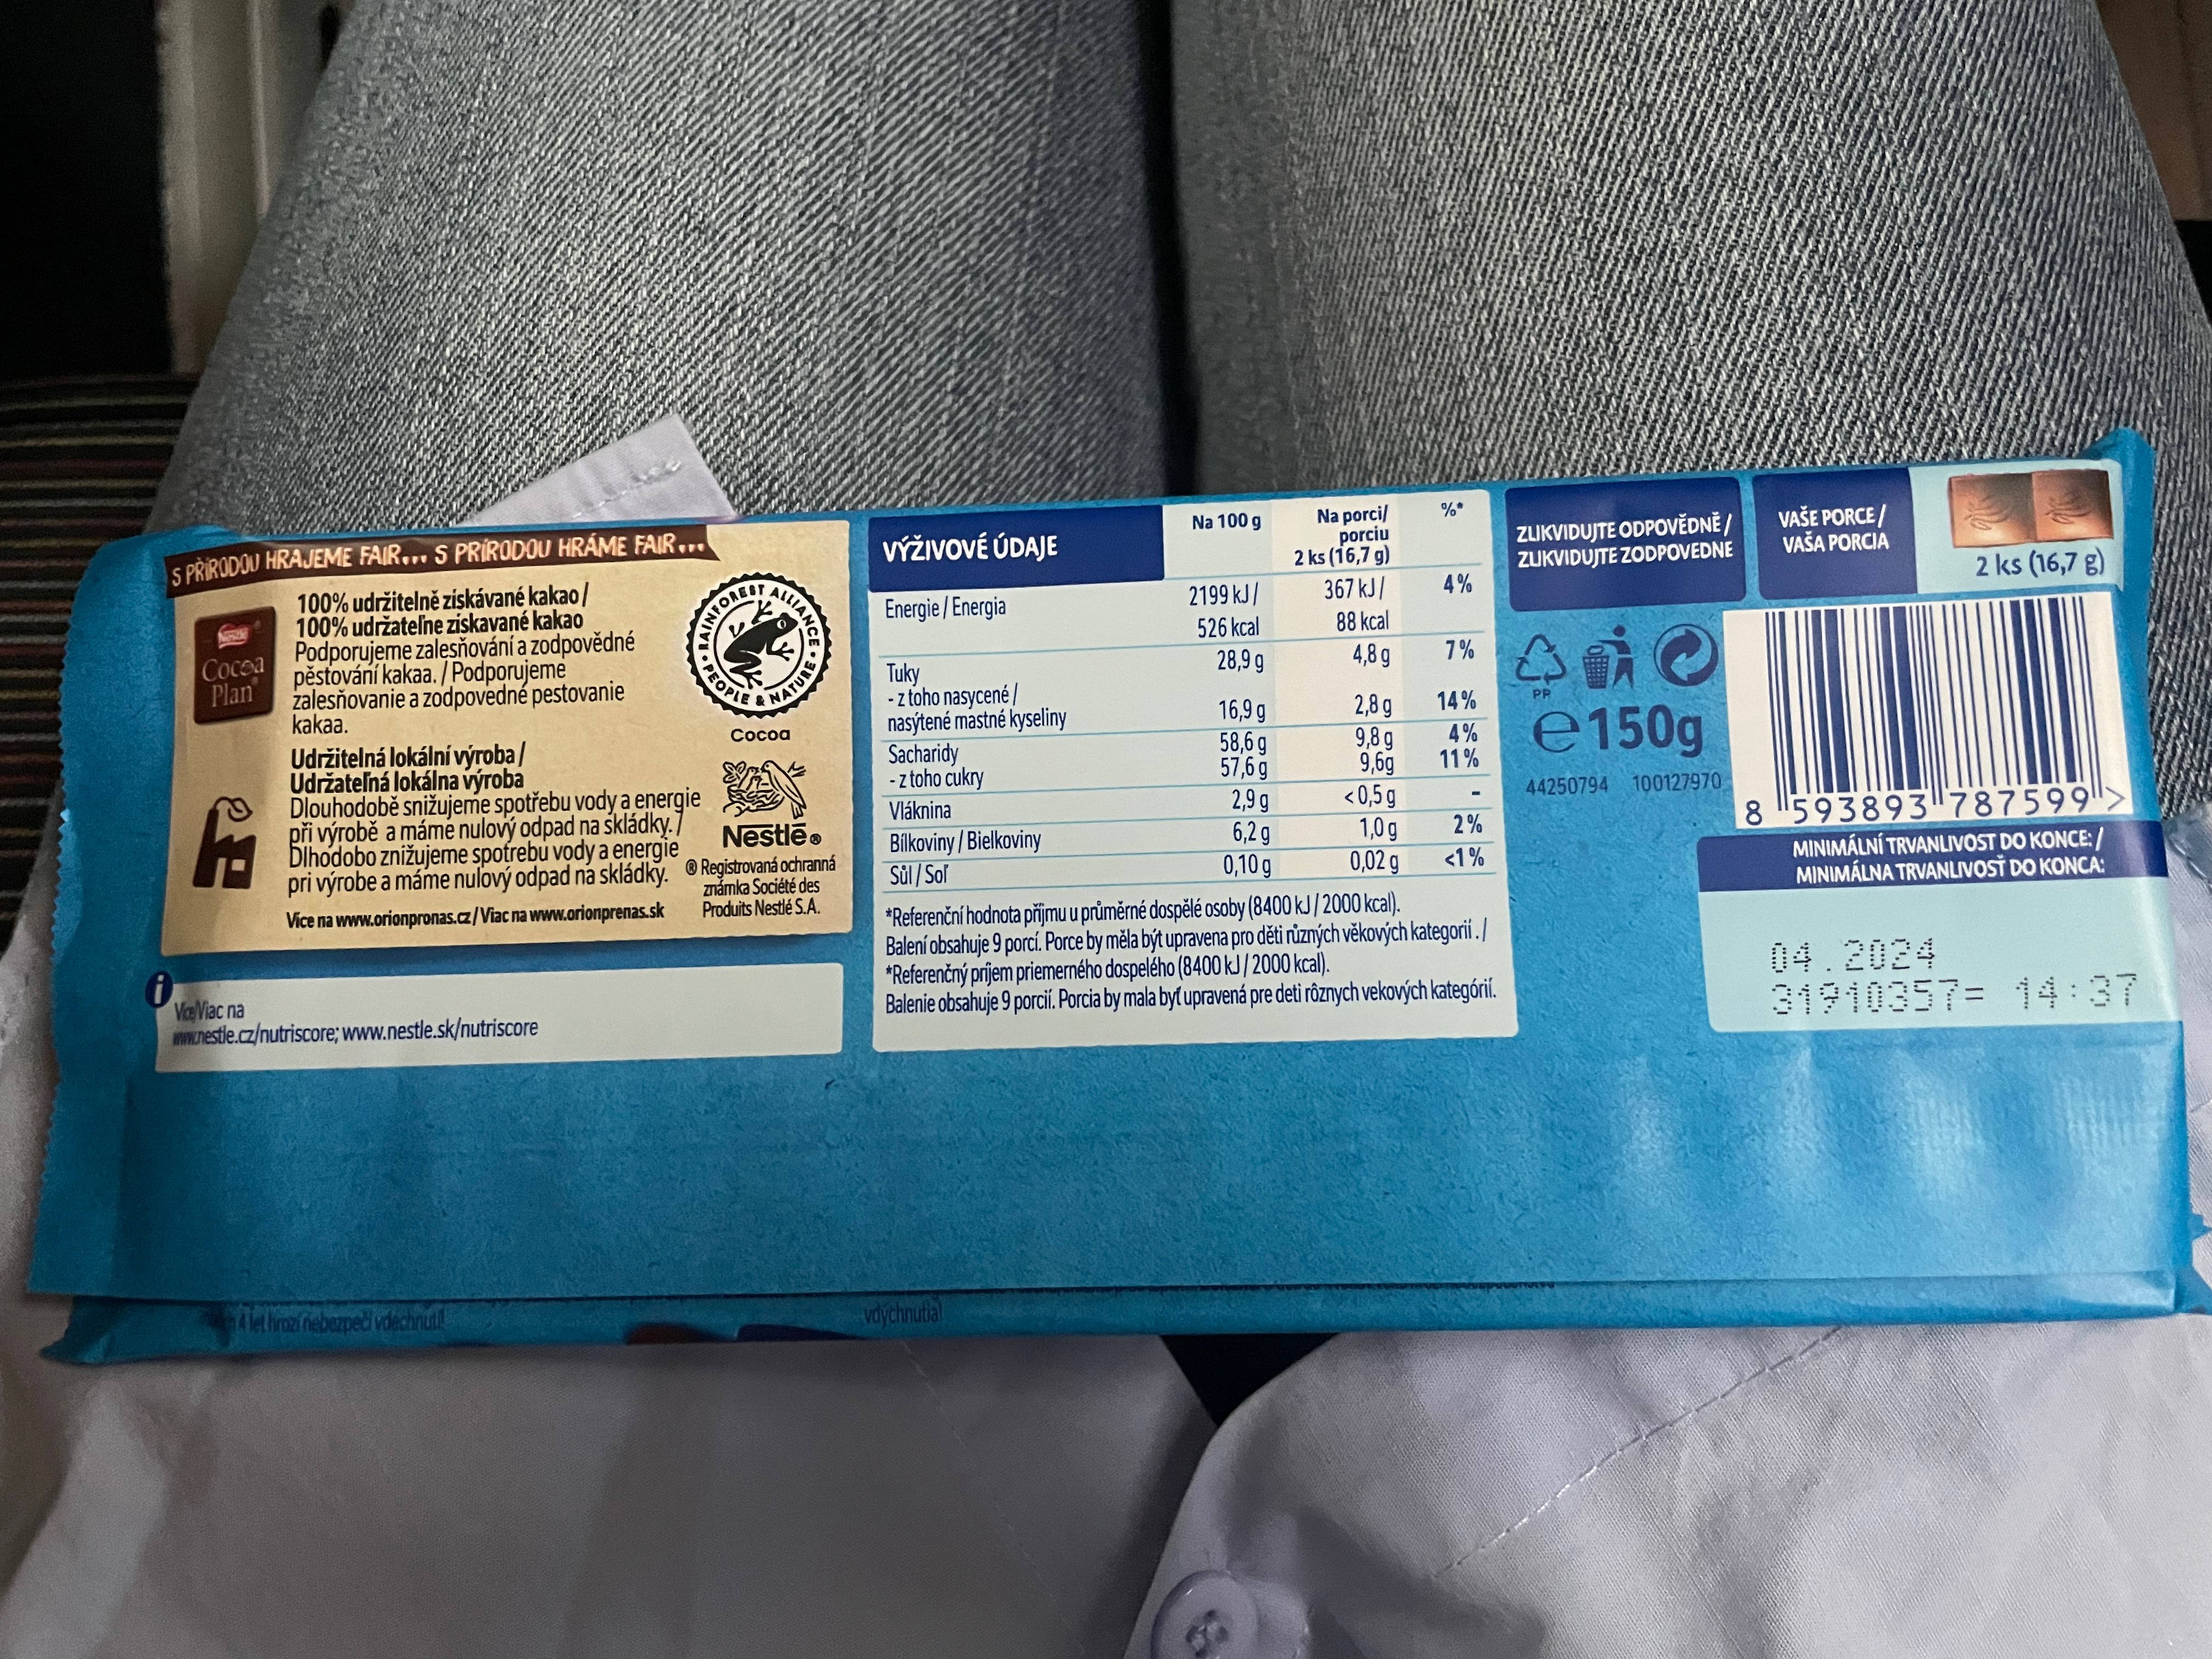 S PŘÍRODOU HRAJEME FAIR... S PRÍRODOU HRÁME FAIR...
Nestlé
Cocoa
Plan®
100% udržitelně získávané kakao /
100% udržateľne získavané kakao
Podporujeme zalesňování a zodpovědné
pěstování kakaa. / Podporujeme
zalesňovanie a zodpovedné pestovanie
kakaa.
Udržitelná lokální výroba /
Udržateľná lokálna výroba
Dlouhodobě snižujeme spotřebu vody a energie
při výrobě a máme nulový odpad na skládky. /
Dlhodobo znižujeme spotrebu vody a energie
pri výrobe a máme nulový odpad na skládky.
Více na www.orionpronas.cz / Viac na www.orionprenas.sk
RAINFOREST ALLIANCE
PEOPLE & NATURE
Cocoa
Nestlé®
® Registrovaná ochranná
známka Société des
Produits Nestlé S.A.
i
Více/Viac na
www.nestle.cz/nutriscore; www.nestle.sk/nutriscore
VÝŽIVOVÉ ÚDAJE
Na 100 g
Na porci/
porciu
2 ks (16,7 g)
%*
Energie / Energia 2199 kJ / 367 kJ / 4 %
526 kcal 88 kcal
Tuky 28,9 g 4,8 g 7 %
- z toho nasycené /
nasýtené mastné kyseliny 16,9 g 2,8 g 14 %
Sacharidy 58,6 g 9,8 g 4 %
- z toho cukry 57,6 g 9,6g 11 %
Vláknina 2,9 g <0,5 g -
Bílkoviny / Bielkoviny 6,2 g 1,0 g 2 %
Sůl / Soľ 0,10 g 0,02 g <1 %
*Referenční hodnota příjmu u průměrné dospělé osoby (8400 kJ / 2000 kcal).
Balení obsahuje 9 porcí. Porce by měla být upravena pro děti různých věkových kategorií . /
*Referenčný príjem priemerného dospelého (8400 kJ / 2000 kcal).
Balenie obsahuje 9 porcií. Porcia by mala byť upravená pre deti rôznych vekových kategórií.
ZLIKVIDUJTE ODPOVĚDNĚ /
ZLIKVIDUJTE ZODPOVEDNE
PP
e 150g
44250794 100127970
VAŠE PORCE /
VAŠA PORCIA
2 ks (16,7 g)
8 593893 787599 >
MINIMÁLNÍ TRVANLIVOST DO KONCE: /
MINIMÁLNA TRVANLIVOSŤ DO KONCA:
04.2024
31910357= 14:37
4 let hrozí nebezpečí vdechnutí!
vdýchnutia!